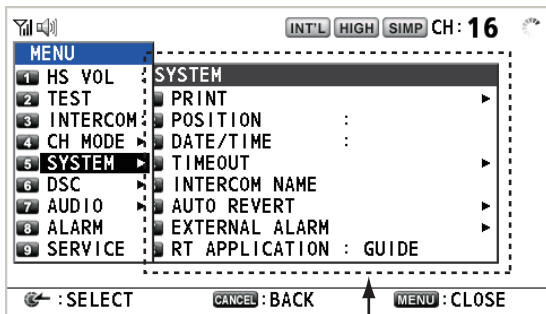 INT'L HIGH SIMP CH: 16
MENU
1 HS VOL :
2 TEST
3 INTERCOM:
4 CH MODE ▶
5 SYSTEM ▶
6 DSC ▶
7 AUDIO ▶
8 ALARM
9 SERVICE
SYSTEM
PRINT ▶
POSITION :
DATE/TIME :
TIMEOUT ▶
INTERCOM NAME
AUTO REVERT ▶
EXTERNAL ALARM ▶
RT APPLICATION : GUIDE
:SELECT CANCEL:BACK MENU:CLOSE